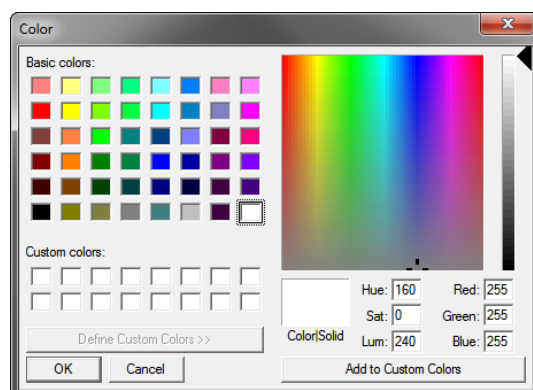 Color
Basic colors:
Custom colors:
Define Custom Colors >>
OK Cancel
Color|Solid
Hue: 160 Red: 255
Sat: 0 Green: 255
Lum: 240 Blue: 255
Add to Custom Colors